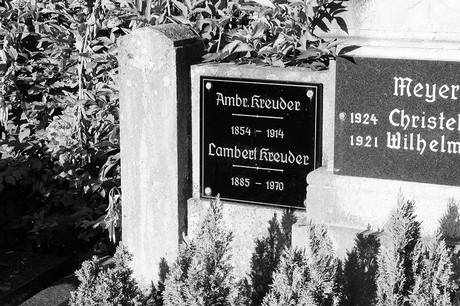 Ambr. Kreuder
1854 - 1914
Lambert Kreuder
1885 - 1970
Meyer
1924 Christel
1921 Wilhelm